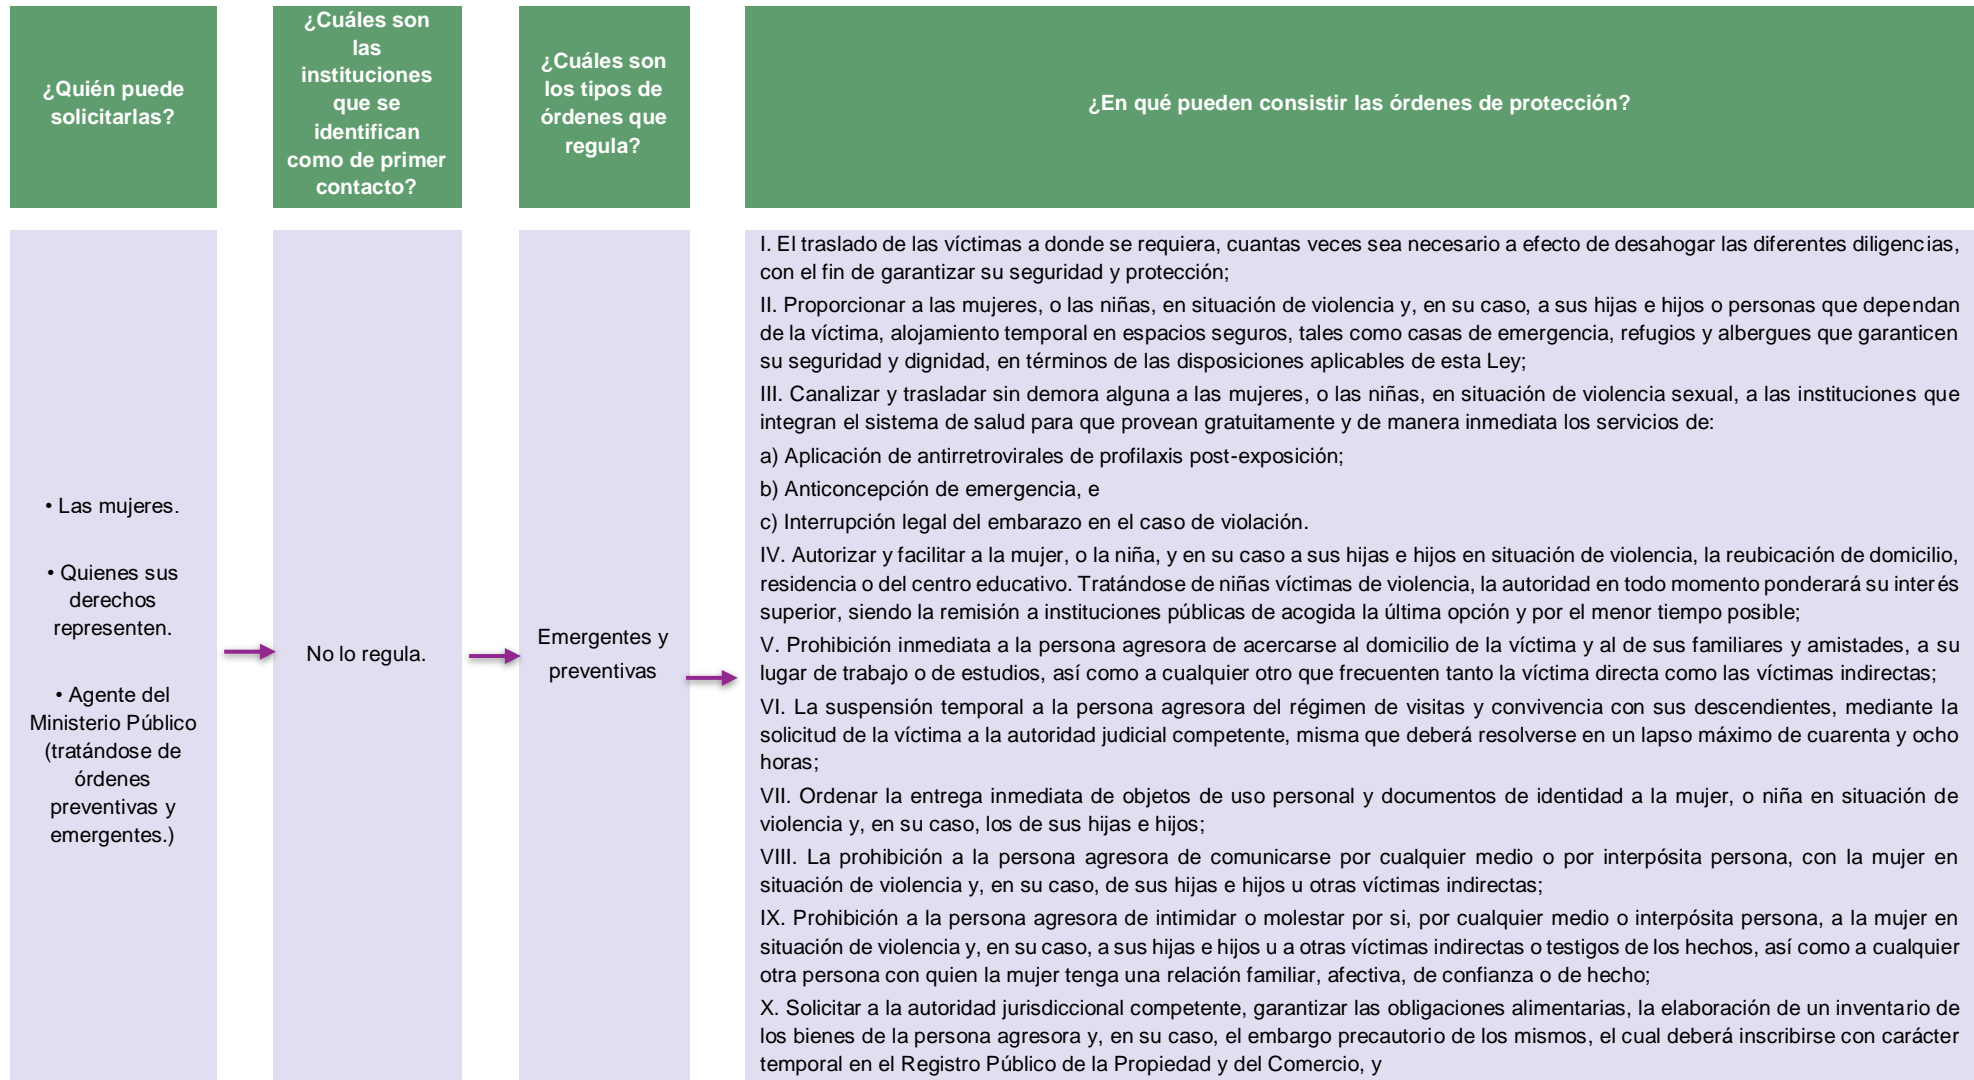 ¿Quién puede
solicitarlas?
¿Cuáles son
las
instituciones
que se
identifican
como de primer
contacto?
¿Cuáles son
los tipos de
órdenes que
regula?
¿En qué pueden consistir las órdenes de protección?
• Las mujeres.
• Quienes sus
derechos
representen.
• Agente del
Ministerio Público
(tratándose de
órdenes
preventivas y
emergentes.)
No lo regula.
Emergentes y
preventivas
I. El traslado de las víctimas a donde se requiera, cuantas veces sea necesario a efecto de desahogar las diferentes diligencias,
con el fin de garantizar su seguridad y protección;
II. Proporcionar a las mujeres, o las niñas, en situación de violencia y, en su caso, a sus hijas e hijos o personas que dependan
de la víctima, alojamiento temporal en espacios seguros, tales como casas de emergencia, refugios y albergues que garanticen
su seguridad y dignidad, en términos de las disposiciones aplicables de esta Ley;
III. Canalizar y trasladar sin demora alguna a las mujeres, o las niñas, en situación de violencia sexual, a las instituciones que
integran el sistema de salud para que provean gratuitamente y de manera inmediata los servicios de:
a) Aplicación de antirretrovirales de profilaxis post-exposición;
b) Anticoncepción de emergencia, e
c) Interrupción legal del embarazo en el caso de violación.
IV. Autorizar y facilitar a la mujer, o la niña, y en su caso a sus hijas e hijos en situación de violencia, la reubicación de domicilio,
residencia o del centro educativo. Tratándose de niñas víctimas de violencia, la autoridad en todo momento ponderará su interés
superior, siendo la remisión a instituciones públicas de acogida la última opción y por el menor tiempo posible;
V. Prohibición inmediata a la persona agresora de acercarse al domicilio de la víctima y al de sus familiares y amistades, a su
lugar de trabajo o de estudios, así como a cualquier otro que frecuenten tanto la víctima directa como las víctimas indirectas;
VI. La suspensión temporal a la persona agresora del régimen de visitas y convivencia con sus descendientes, mediante la
solicitud de la víctima a la autoridad judicial competente, misma que deberá resolverse en un lapso máximo de cuarenta y ocho
horas;
VII. Ordenar la entrega inmediata de objetos de uso personal y documentos de identidad a la mujer, o niña en situación de
violencia y, en su caso, los de sus hijas e hijos;
VIII. La prohibición a la persona agresora de comunicarse por cualquier medio o por interpósita persona, con la mujer en
situación de violencia y, en su caso, de sus hijas e hijos u otras víctimas indirectas;
IX. Prohibición a la persona agresora de intimidar o molestar por si, por cualquier medio o interpósita persona, a la mujer en
situación de violencia y, en su caso, a sus hijas e hijos u a otras víctimas indirectas o testigos de los hechos, así como a cualquier
otra persona con quien la mujer tenga una relación familiar, afectiva, de confianza o de hecho;
X. Solicitar a la autoridad jurisdiccional competente, garantizar las obligaciones alimentarias, la elaboración de un inventario de
los bienes de la persona agresora y, en su caso, el embargo precautorio de los mismos, el cual deberá inscribirse con carácter
temporal en el Registro Público de la Propiedad y del Comercio, y